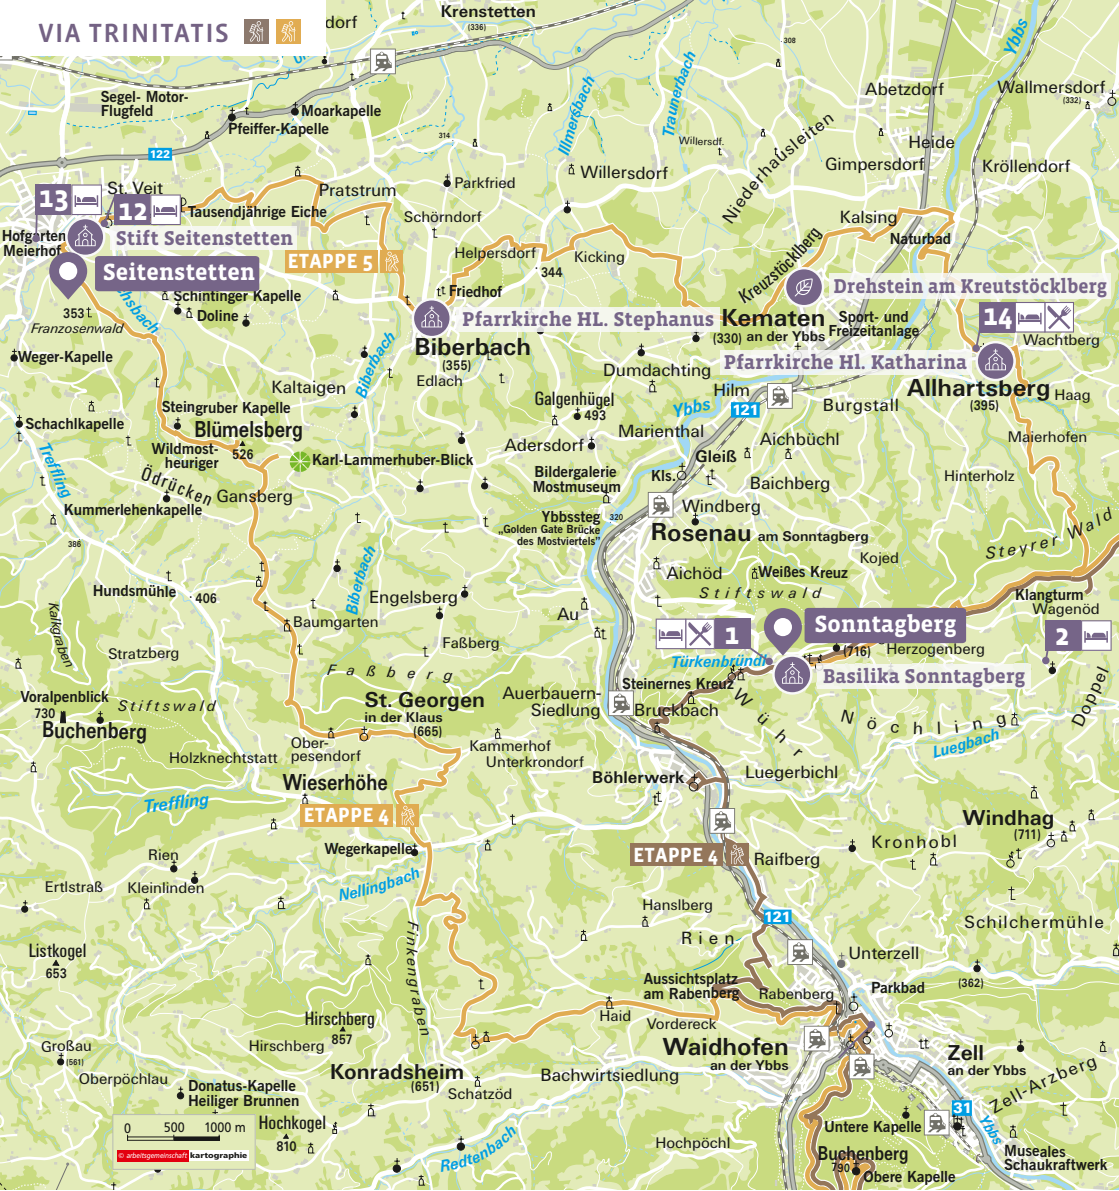 VIA TRINITATIS
dorf
Krenstetten
(336)
Ybbs
308
Segel- Motor-
Flugfeld
Moarkapelle
Pfeiffer-Kapelle
Illmersbach
Traunerbach
Abetzdorf
Wallmersdorf
(332)
314
Willersdf.
Niederhausleiten
Heide
122
Willersdorf
Gimpersdorf
Kröllendorf
13
St. Veit
12
Pratstrum
Parkfried
Tausendjährige Eiche
Schörndorf
Kalsing
Hofgarten
Meierhof
Stift Seitenstetten
Naturbad
ETAPPE 5
Helpersdorf
Kicking
344
Kreuzstöcklberg
Seitenstetten
Friedhof
Drehstein am Kreutstöcklberg
hsbach
Schintinger Kapelle
353
Doline
Franzosenwald
Pfarrkirche HL. Stephanus
Kematen
(330) an der Ybbs
Sport- und
Freizeitanlage
14
Wachtberg
Weger-Kapelle
Biberbach
Biberbach
(355)
Edlach
Pfarrkirche Hl. Katharina
Dumdachting
Kaltaigen
Hilm
Allhartsberg
(395)
Haag
Galgenhügel
493
Ybbs
121
Burgstall
Steingruber Kapelle
Schachlkapelle
Blümelsberg
526
Marienthal
Aichbüchl
Maierhofen
Adersdorf
Wildmost-
heuriger
Karl-Lammerhuber-Blick
Gleiß
Treffling
Ödrücken
Gansberg
Bildergalerie
Mostmuseum
Kls.
Baichberg
Hinterholz
Kummerlehenkapelle
Windberg
Ybbssteg
„Golden Gate Brücke
des Mostviertels"
320
Rosenau am Sonntagberg
Steyrer Wald
386
Biberbach
Kojed
Aichöd
Weißes Kreuz
Hundsmühle
406
Engelsberg
Stiftswald
Klangturm
Wagenöd
Kalkgraben
Baumgarten
Au
Sonntagberg
(716)
1
2
Stratzberg
Faßberg
Herzogenberg
Türkenbründl
Faßberg
Basilika Sonntagberg
Voralpenblick
730
Stiftswald
St. Georgen
in der Klaus
(665)
Auerbauern-
Siedlung
Steinernes Kreuz
Bruckbach
Wühr
Nöchling
Doppel
Buchenberg
Luegbach
Ober-
pesendorf
Kammerhof
Unterkrondorf
Holzknechtstatt
Wieserhöhe
Böhlerwerk
Luegerbichl
Treffling
ETAPPE 4
Windhag
(711)
Wegerkapelle
ETAPPE 4
Raifberg
Kronhobl
Rien
Ertlstraß
Kleinlinden
Nellingbach
Hanslberg
121
Schilchermühle
Finkengraben
Rien
Listkogel
653
Unterzell
Aussichtsplatz
am Rabenberg
Rabenberg
Parkbad
(362)
Hirschberg
857
Haid
Vordereck
Großau
(561)
Hirschberg
Waidhofen
an der Ybbs
Zell
an der Ybbs
Oberpöchlau
Konradsheim
(651)
Bachwirtsiedlung
Donatus-Kapelle
Heiliger Brunnen
Schatzöd
Zell-Arzberg
31
0 500 1000 m
Hochkogel
810
Untere Kapelle
Ybbs
Hochpöchl
Redtenbach
© arbeitsgemeinschaft kartographie
Buchenberg
790
Obere Kapelle
Museales
Schaukraftwerk